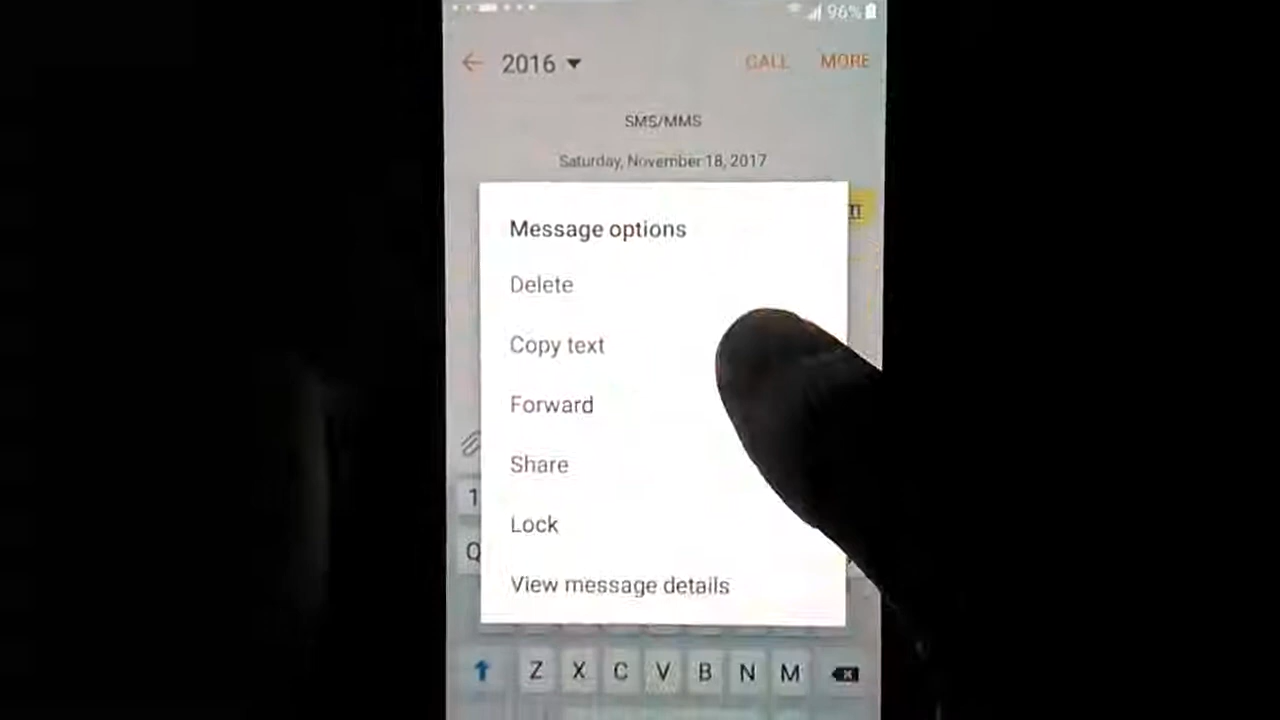 96%
2016 CALL MORE
SMS/MMS
Saturday, November 18, 2017
Message options
Delete
Copy text
Forward
Share
Lock
View message details
1
Q
Z X C V B N M